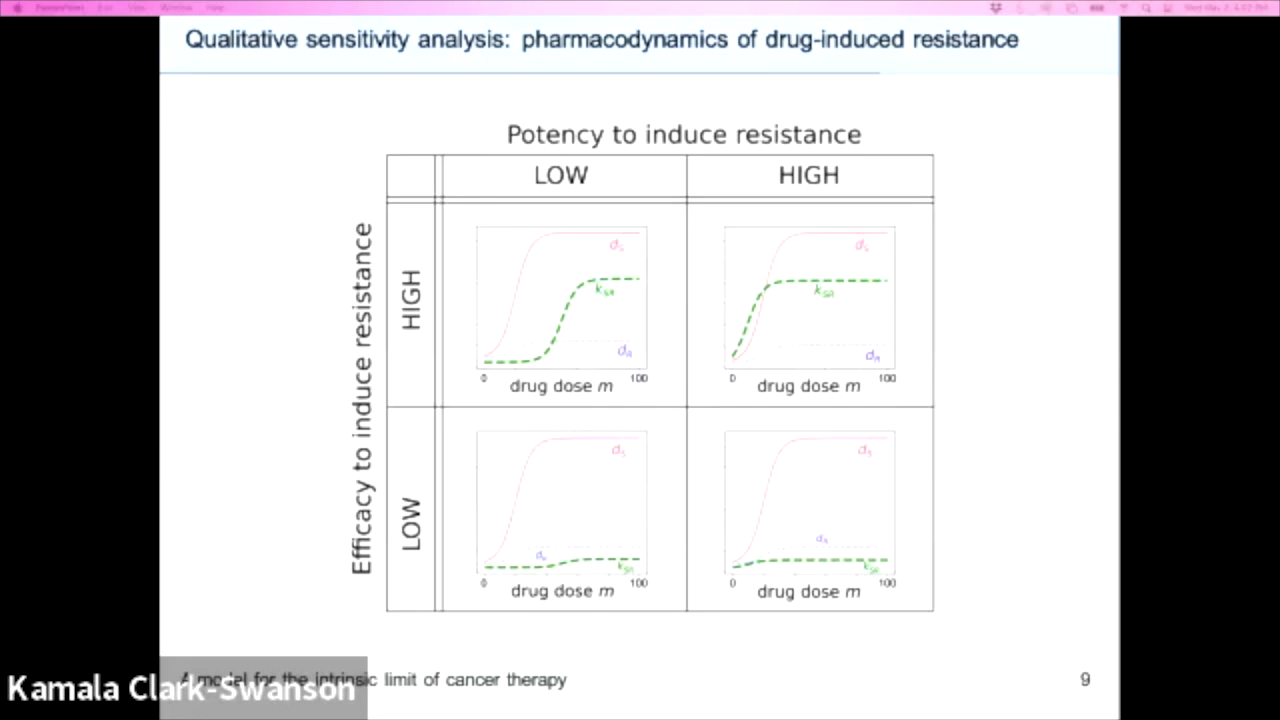 Qualitative sensitivity analysis: pharmacodynamics of drug-induced resistance
Potency to induce resistance
LOW
HIGH
Efficacy to induce resistance
HIGH
dS
kSR
dR
0
100
drug dose m
dS
kSR
dR
0
100
drug dose m
LOW
dS
dR
kSR
0
100
drug dose m
dS
dR
kSR
0
100
drug dose m
A model for the intrinsic limit of cancer therapy
9
Kamala Clark-Swanson